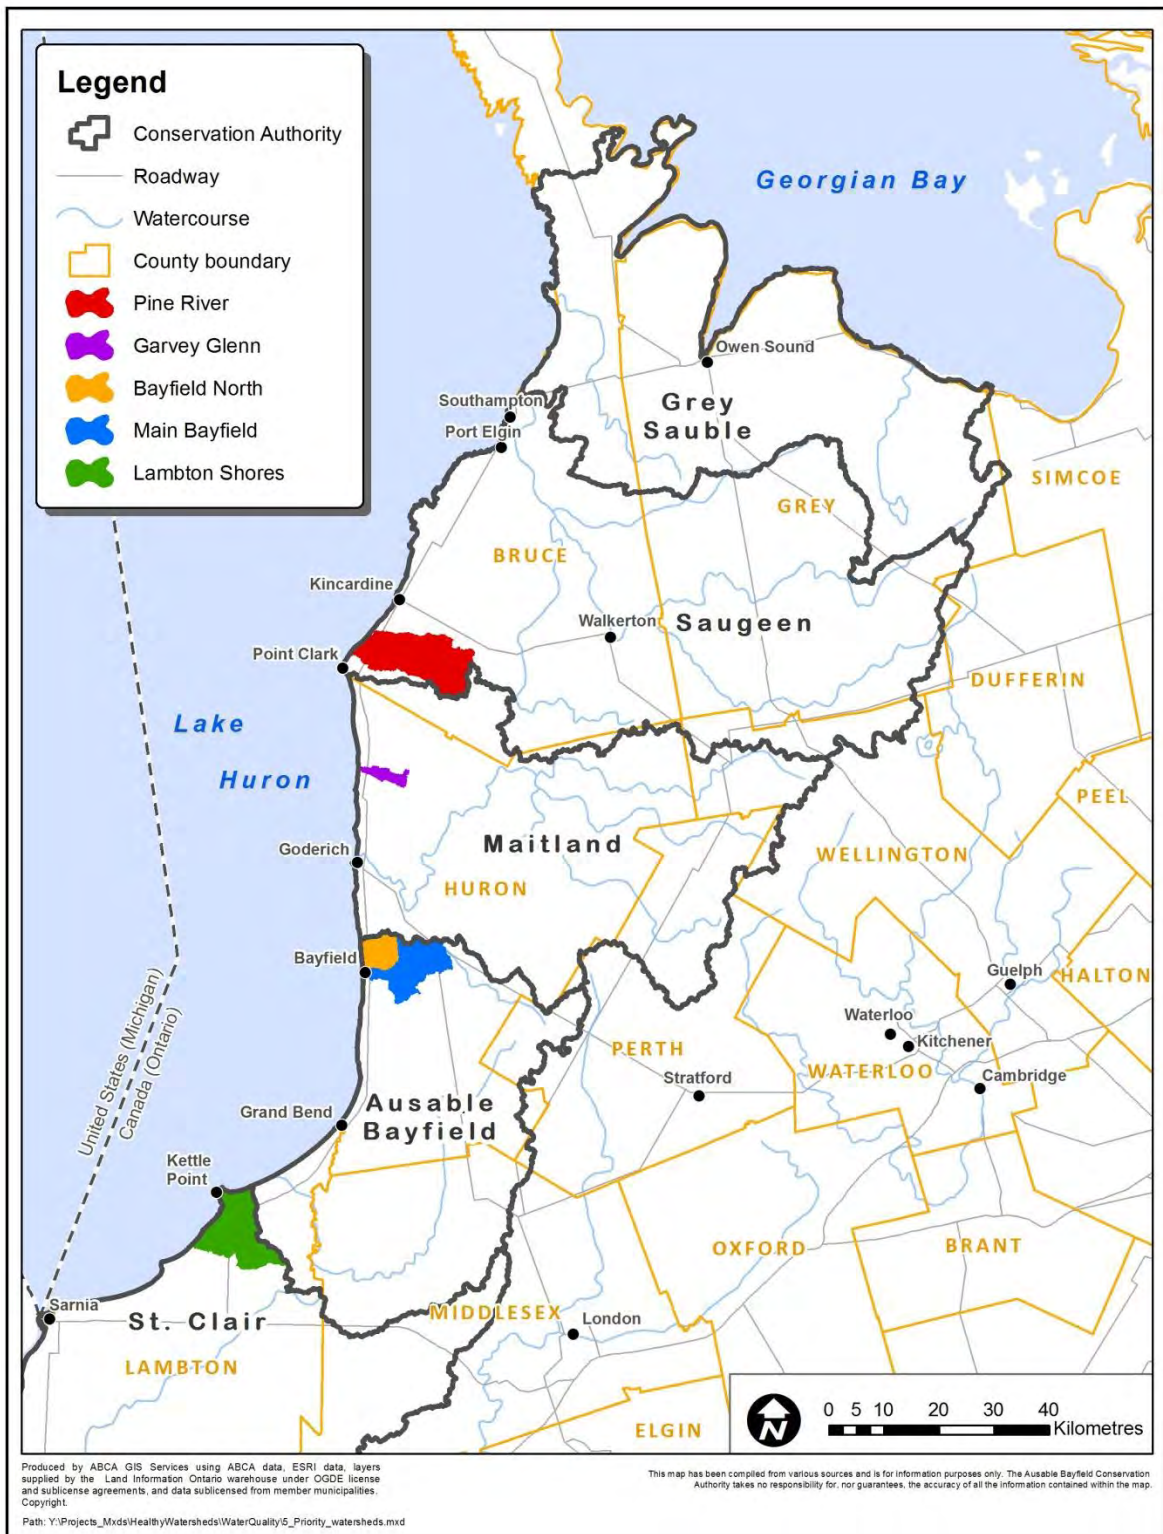 Legend
Conservation Authority
Roadway
Watercourse
County boundary
Pine River
Garvey Glenn
Bayfield North
Main Bayfield
Lambton Shores
Georgian Bay
Owen Sound
Southampton
Port Elgin
Grey
Sauble
SIMCOE
GREY
BRUCE
Kincardine
Walkerton
Saugeen
Point Clark
DUFFERIN
Lake
Huron
PEEL
Goderich
Maitland
WELLINGTON
HURON
Bayfield
Guelph
HALTON
Waterloo
Kitchener
PERTH
WATERLOO
Stratford
Cambridge
United States (Michigan)
Canada (Ontario)
Grand Bend
Ausable
Bayfield
Kettle
Point
OXFORD
BRANT
Sarnia
St. Clair
MIDDLESEX
London
LAMBTON
ELGIN
N
0 5 10 20 30 40
Kilometres
Produced by ABCA GIS Services using ABCA data, ESRI data, layers
supplied by the Land Information Ontario warehouse under OGDE license
and sublicense agreements, and data sublicensed from member municipalities.
Copyright.
This map has been compiled from various sources and is for information purposes only. The Ausable Bayfield Conservation
Authority takes no responsibility for, nor guarantees, the accuracy of all the information contained within the map.
Path: Y:\Projects_Mxds\HealthyWatersheds\WaterQuality\5_Priority_watersheds.mxd